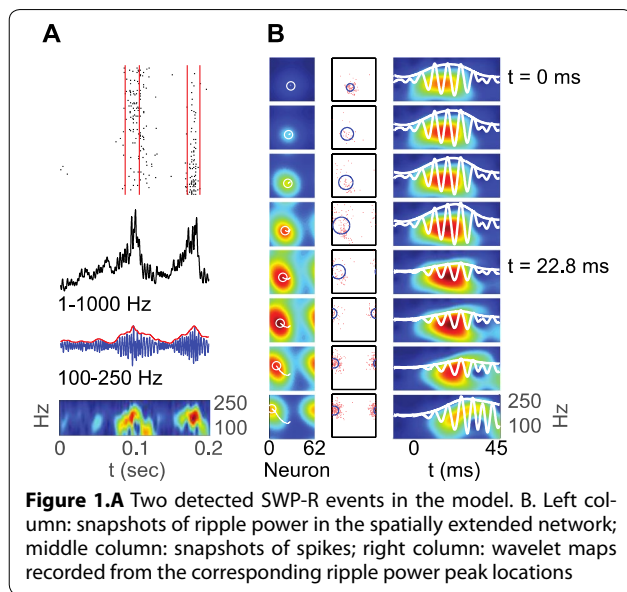 A
B
t = 0 ms
t = 22.8 ms
1-1000 Hz
100-250 Hz
Hz
250
100
0 0.1 0.2
t (sec)
0 62
Neuron
0 45
t (ms)
250
100
Hz
Figure 1.A Two detected SWP-R events in the model. B. Left col-
umn: snapshots of ripple power in the spatially extended network;
middle column: snapshots of spikes; right column: wavelet maps
recorded from the corresponding ripple power peak locations